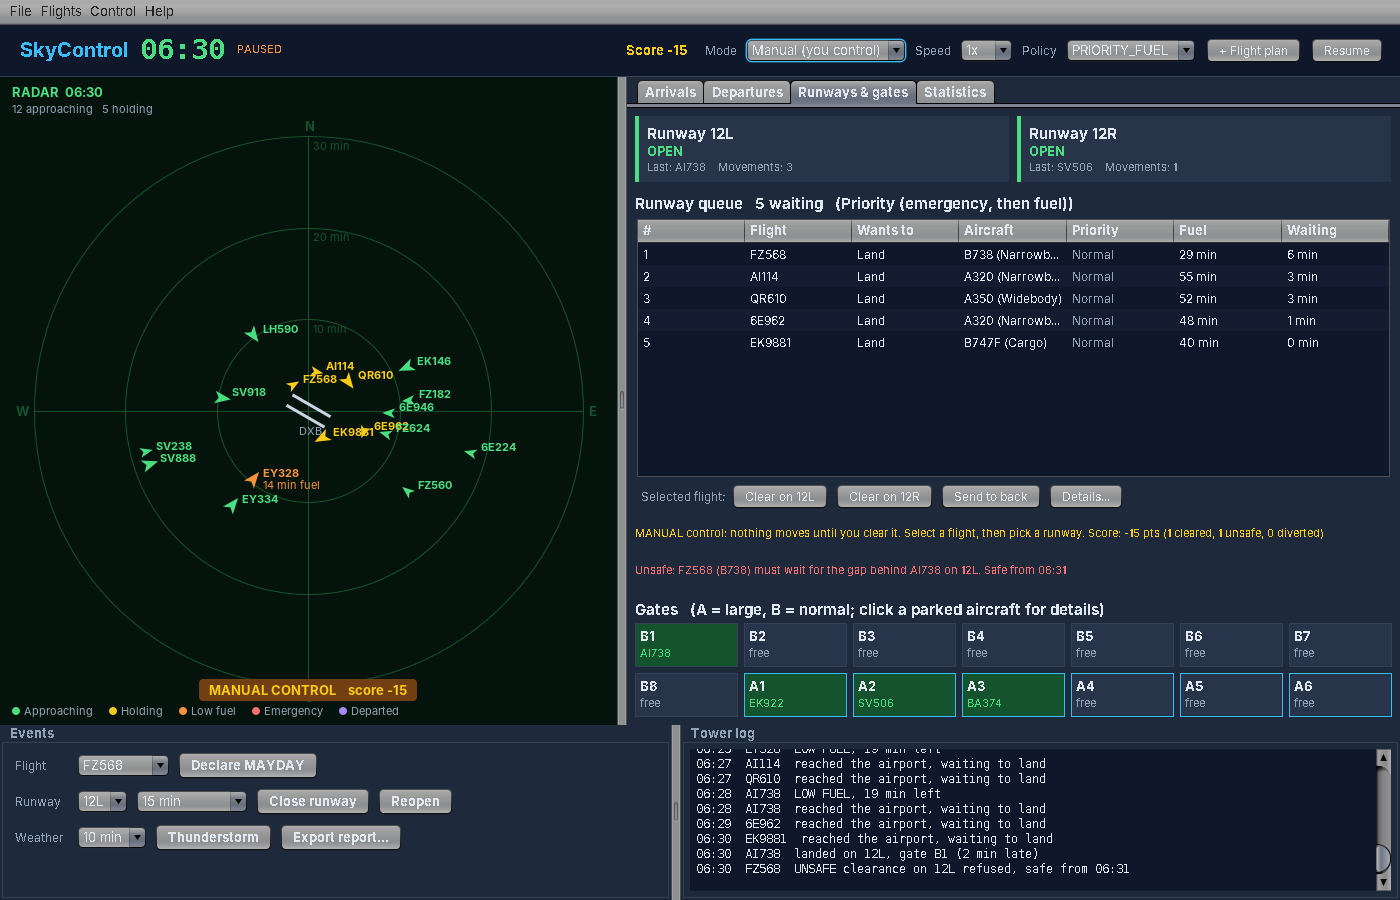 File Flights Control Help
SkyControl 06:30 PAUSED Score -15 Mode Manual (you control) Speed 1x Policy PRIORITY_FUEL + Flight plan Resume
RADAR 06:30
12 approaching 5 holding
N
30 min
20 min
10 min
W
E
LH590
AI114
FZ568
QR610
EK146
SV918
FZ182
6E946
DXB
EK9881
6E962
FZ624
SV238
SV888
6E224
EY328
14 min fuel
EY334
FZ560
MANUAL CONTROL score -15
Approaching Holding Low fuel Emergency Departed
Arrivals Departures Runways & gates Statistics
Runway 12L
OPEN
Last: AI738 Movements: 3
Runway 12R
OPEN
Last: SV506 Movements: 1
Runway queue 5 waiting (Priority (emergency, then fuel))
# Flight Wants to Aircraft Priority Fuel Waiting
1 FZ568 Land B738 (Narrowb... Normal 29 min 6 min
2 AI114 Land A320 (Narrowb... Normal 55 min 3 min
3 QR610 Land A350 (Widebody) Normal 52 min 3 min
4 6E962 Land A320 (Narrowb... Normal 48 min 1 min
5 EK9881 Land B747F (Cargo) Normal 40 min 0 min
Selected flight: Clear on 12L Clear on 12R Send to back Details...
MANUAL control: nothing moves until you clear it. Select a flight, then pick a runway. Score: -15 pts (1 cleared, 1 unsafe, 0 diverted)
Unsafe: FZ568 (B738) must wait for the gap behind AI738 on 12L. Safe from 06:31
Gates (A = large, B = normal; click a parked aircraft for details)
B1 B2 B3 B4 B5 B6 B7
AI738 free free free free free free
B8 A1 A2 A3 A4 A5 A6
free EK922 SV506 BA374 free free free
Events
Flight FZ568 Declare MAYDAY
Runway 12L 15 min Close runway Reopen
Weather 10 min Thunderstorm Export report...
Tower log
06:25 EY328 LOW FUEL, 19 min left
06:27 AI114 reached the airport, waiting to land
06:27 QR610 reached the airport, waiting to land
06:28 AI738 LOW FUEL, 19 min left
06:28 AI738 reached the airport, waiting to land
06:29 6E962 reached the airport, waiting to land
06:30 EK9881 reached the airport, waiting to land
06:30 AI738 landed on 12L, gate B1 (2 min late)
06:30 FZ568 UNSAFE clearance on 12L refused, safe from 06:31